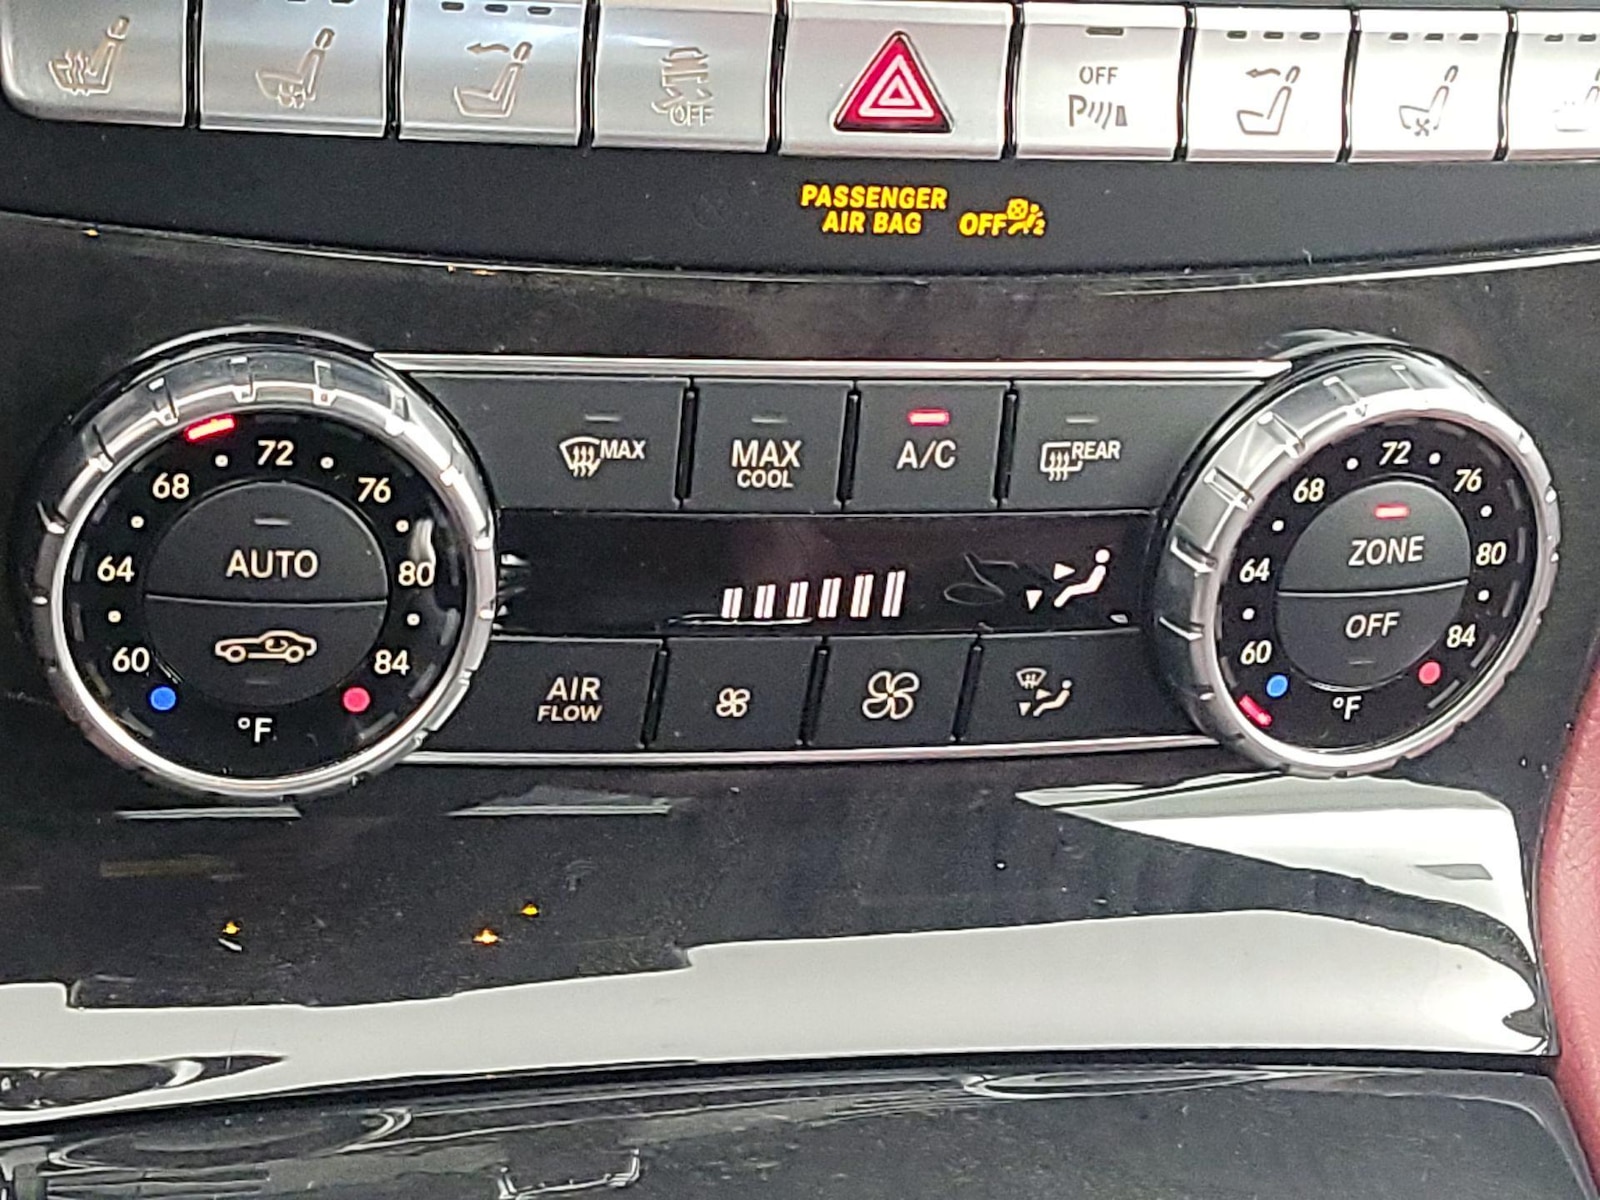 OFF
OFF
PASSENGER
AIR BAG
OFF
2
MAX
MAX
COOL
A/C
REAR
60
64
68
72
76
80
84
AUTO
°F
60
64
68
72
76
80
84
ZONE
OFF
°F
AIR
FLOW